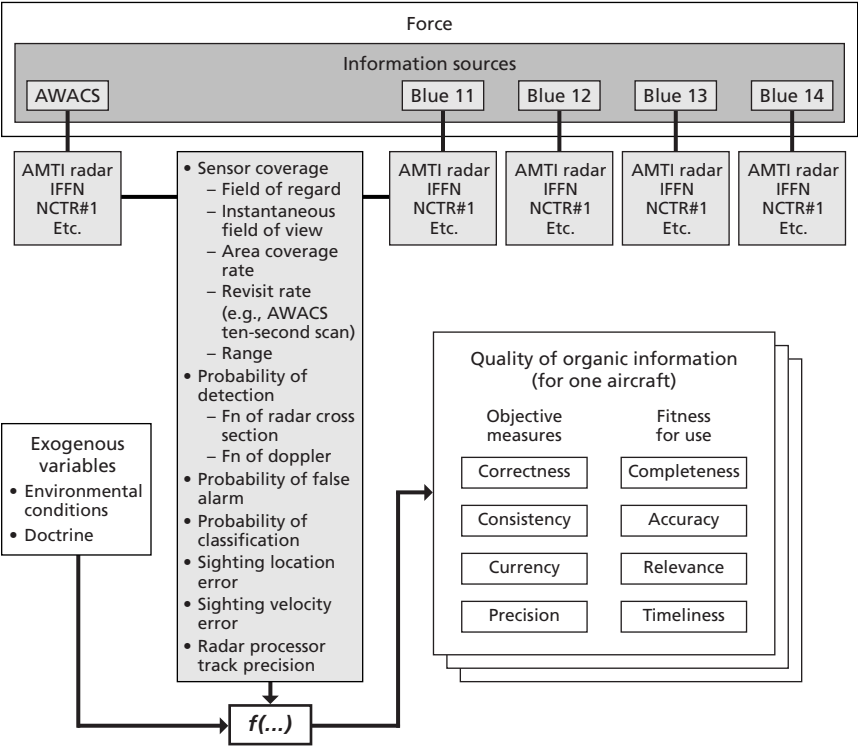 Force
Information sources
AWACS
Blue 11
Blue 12
Blue 13
Blue 14
AMTI radar
IFFN
NCTR#1
Etc.
• Sensor coverage
– Field of regard
– Instantaneous
field of view
– Area coverage
rate
– Revisit rate
(e.g., AWACS
ten-second scan)
– Range
• Probability of
detection
– Fn of radar cross
section
– Fn of doppler
• Probability of false
alarm
• Probability of
classification
• Sighting location
error
• Sighting velocity
error
• Radar processor
track precision
AMTI radar
IFFN
NCTR#1
Etc.
AMTI radar
IFFN
NCTR#1
Etc.
AMTI radar
IFFN
NCTR#1
Etc.
AMTI radar
IFFN
NCTR#1
Etc.
Exogenous
variables
• Environmental
conditions
• Doctrine
f(...)
Quality of organic information
(for one aircraft)
Objective
measures
Fitness
for use
Correctness
Completeness
Consistency
Accuracy
Currency
Relevance
Precision
Timeliness